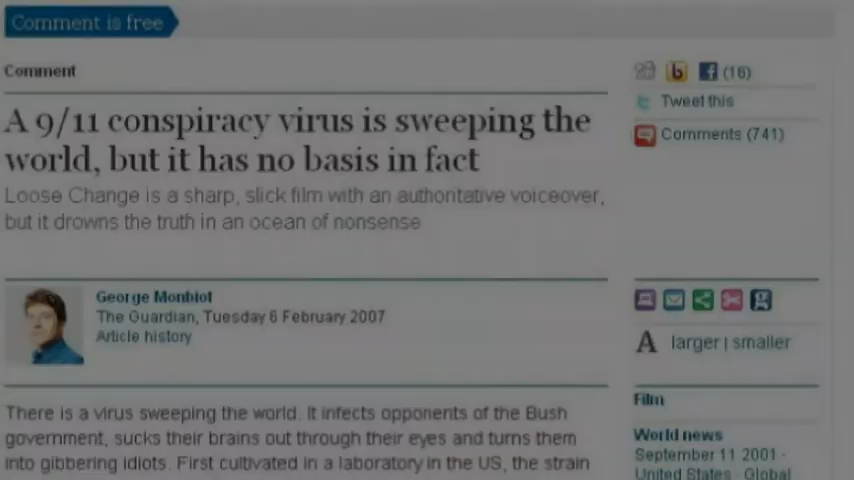 Comment is free
Comment
A 9/11 conspiracy virus is sweeping the
world, but it has no basis in fact
Loose Change is a sharp, slick film with an authoritative voiceover,
but it drowns the truth in an ocean of nonsense
George Monbiot
The Guardian, Tuesday 6 February 2007
Article history
There is a virus sweeping the world. It infects opponents of the Bush
government, sucks their brains out through their eyes and turns them
into gibbering idiots. First cultivated in a laboratory in the US, the strain
b f (16)
Tweet this
Comments (741)
g
A larger | smaller
Film
World news
September 11 2001 ·
United States · Global